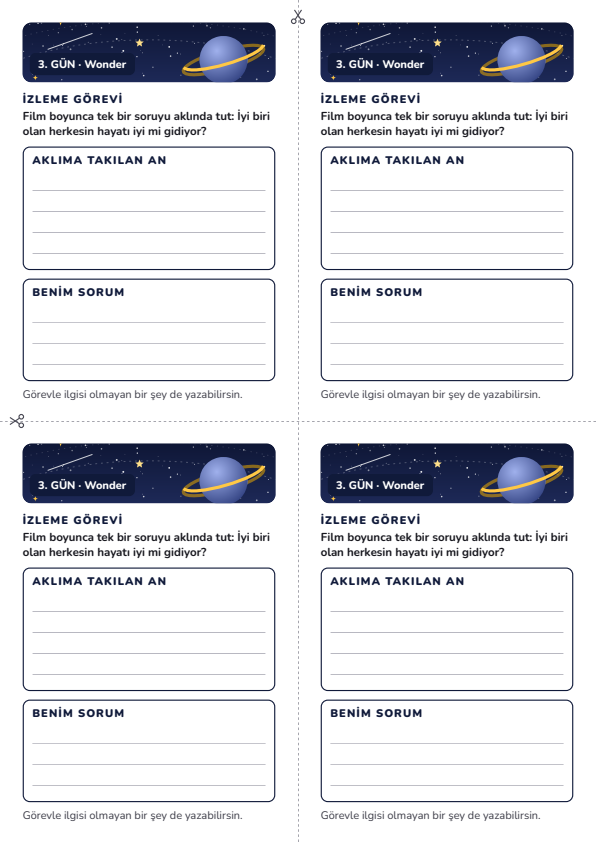 3. GÜN · Wonder
İZLEME GÖREVİ
Film boyunca tek bir soruyu aklında tut: İyi biri
olan herkesin hayatı iyi mi gidiyor?
AKLIMA TAKILAN AN
BENİM SORUM
Görevle ilgisi olmayan bir şey de yazabilirsin.
3. GÜN · Wonder
İZLEME GÖREVİ
Film boyunca tek bir soruyu aklında tut: İyi biri
olan herkesin hayatı iyi mi gidiyor?
AKLIMA TAKILAN AN
BENİM SORUM
Görevle ilgisi olmayan bir şey de yazabilirsin.
3. GÜN · Wonder
İZLEME GÖREVİ
Film boyunca tek bir soruyu aklında tut: İyi biri
olan herkesin hayatı iyi mi gidiyor?
AKLIMA TAKILAN AN
BENİM SORUM
Görevle ilgisi olmayan bir şey de yazabilirsin.
3. GÜN · Wonder
İZLEME GÖREVİ
Film boyunca tek bir soruyu aklında tut: İyi biri
olan herkesin hayatı iyi mi gidiyor?
AKLIMA TAKILAN AN
BENİM SORUM
Görevle ilgisi olmayan bir şey de yazabilirsin.